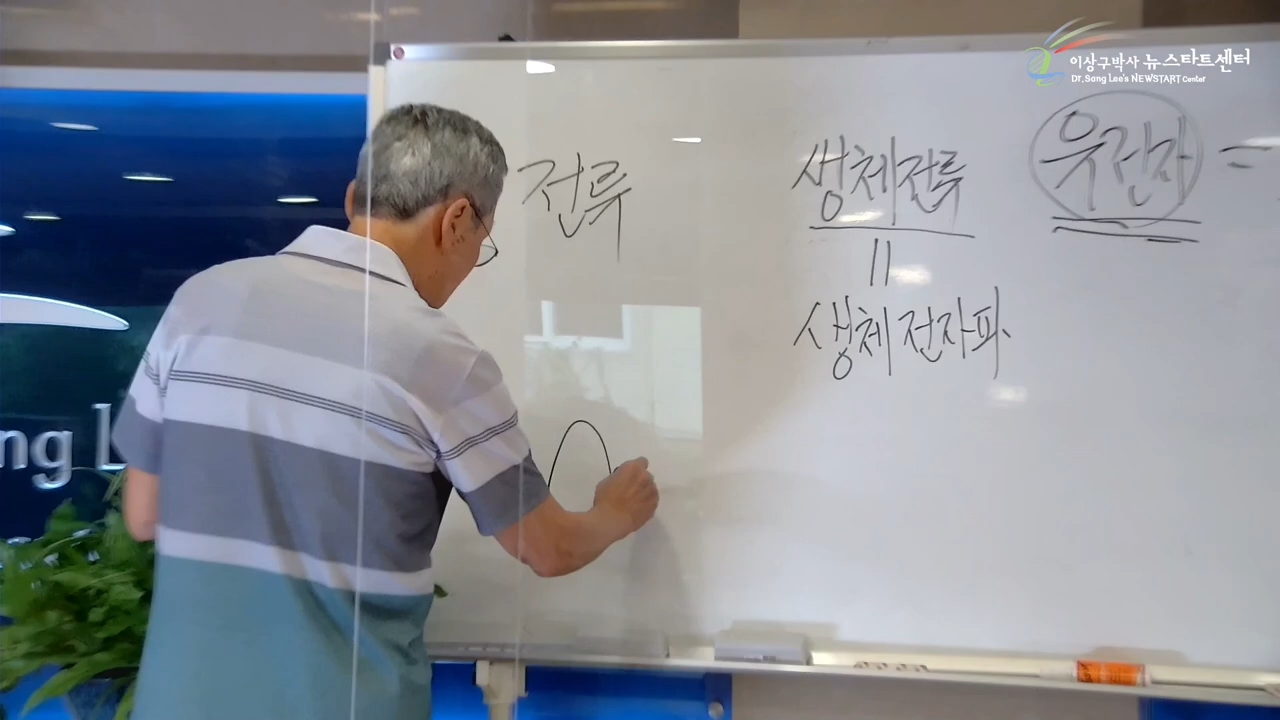 이상구박사 뉴스타트센터
Dr. Sang Lee's NEWSTART Center
전류
생체전류
유전자 =
||
생체전자파
ng L